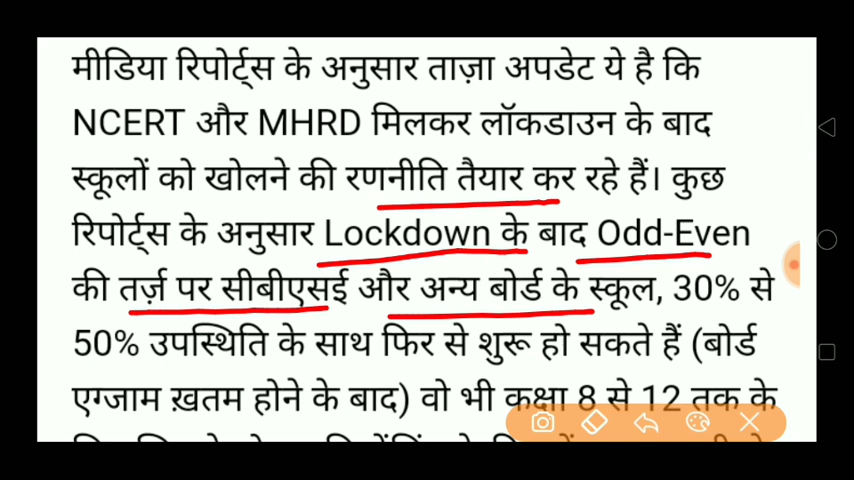 मीडिया रिपोर्ट्स के अनुसार ताज़ा अपडेट ये है कि
NCERT और MHRD मिलकर लॉकडाउन के बाद
स्कूलों को खोलने की रणनीति तैयार कर रहे हैं। कुछ
रिपोर्ट्स के अनुसार Lockdown के बाद Odd-Even
की तर्ज़ पर सीबीएसई और अन्य बोर्ड के स्कूल, 30% से
50% उपस्थिति के साथ फिर से शुरू हो सकते हैं (बोर्ड
एग्जाम ख़तम होने के बाद) वो भी कक्षा 8 से 12 तक के